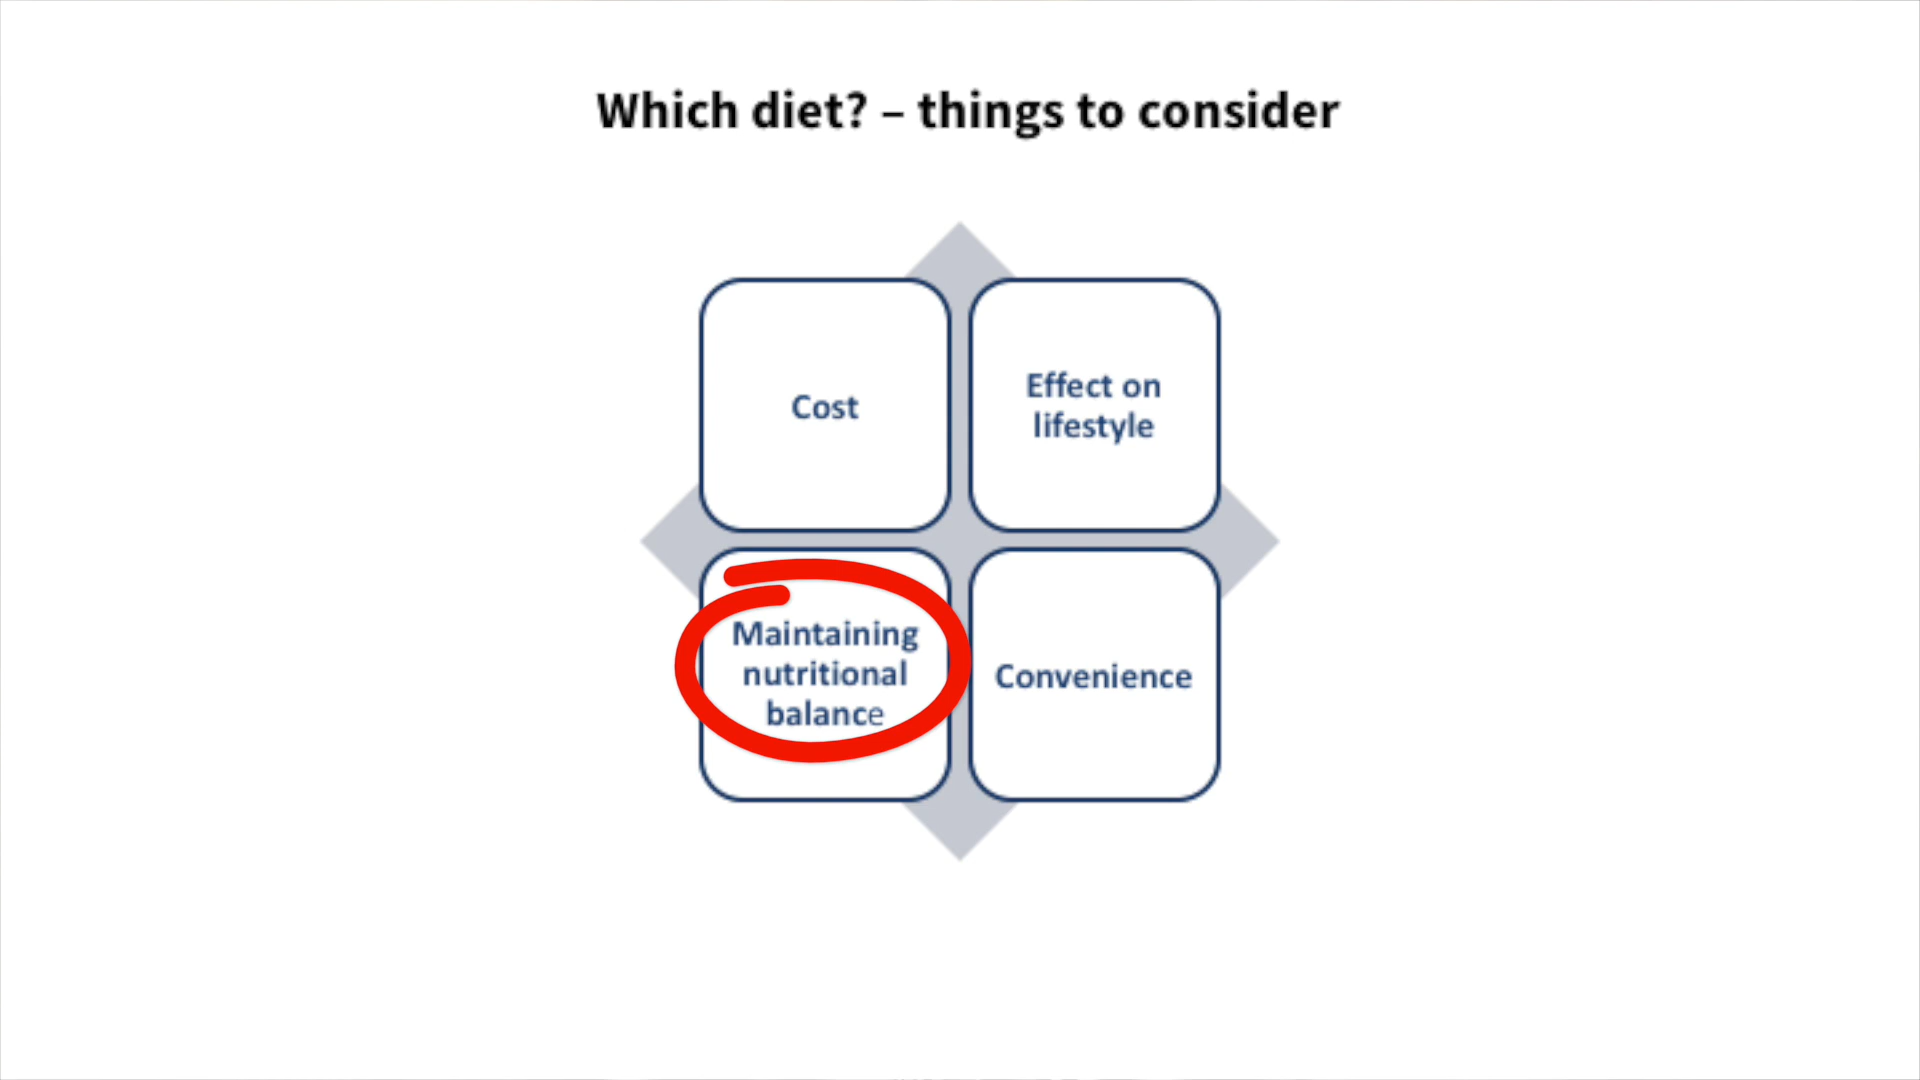 Which diet? – things to consider
Cost
Effect on
lifestyle
Maintaining
nutritional
balance
Convenience